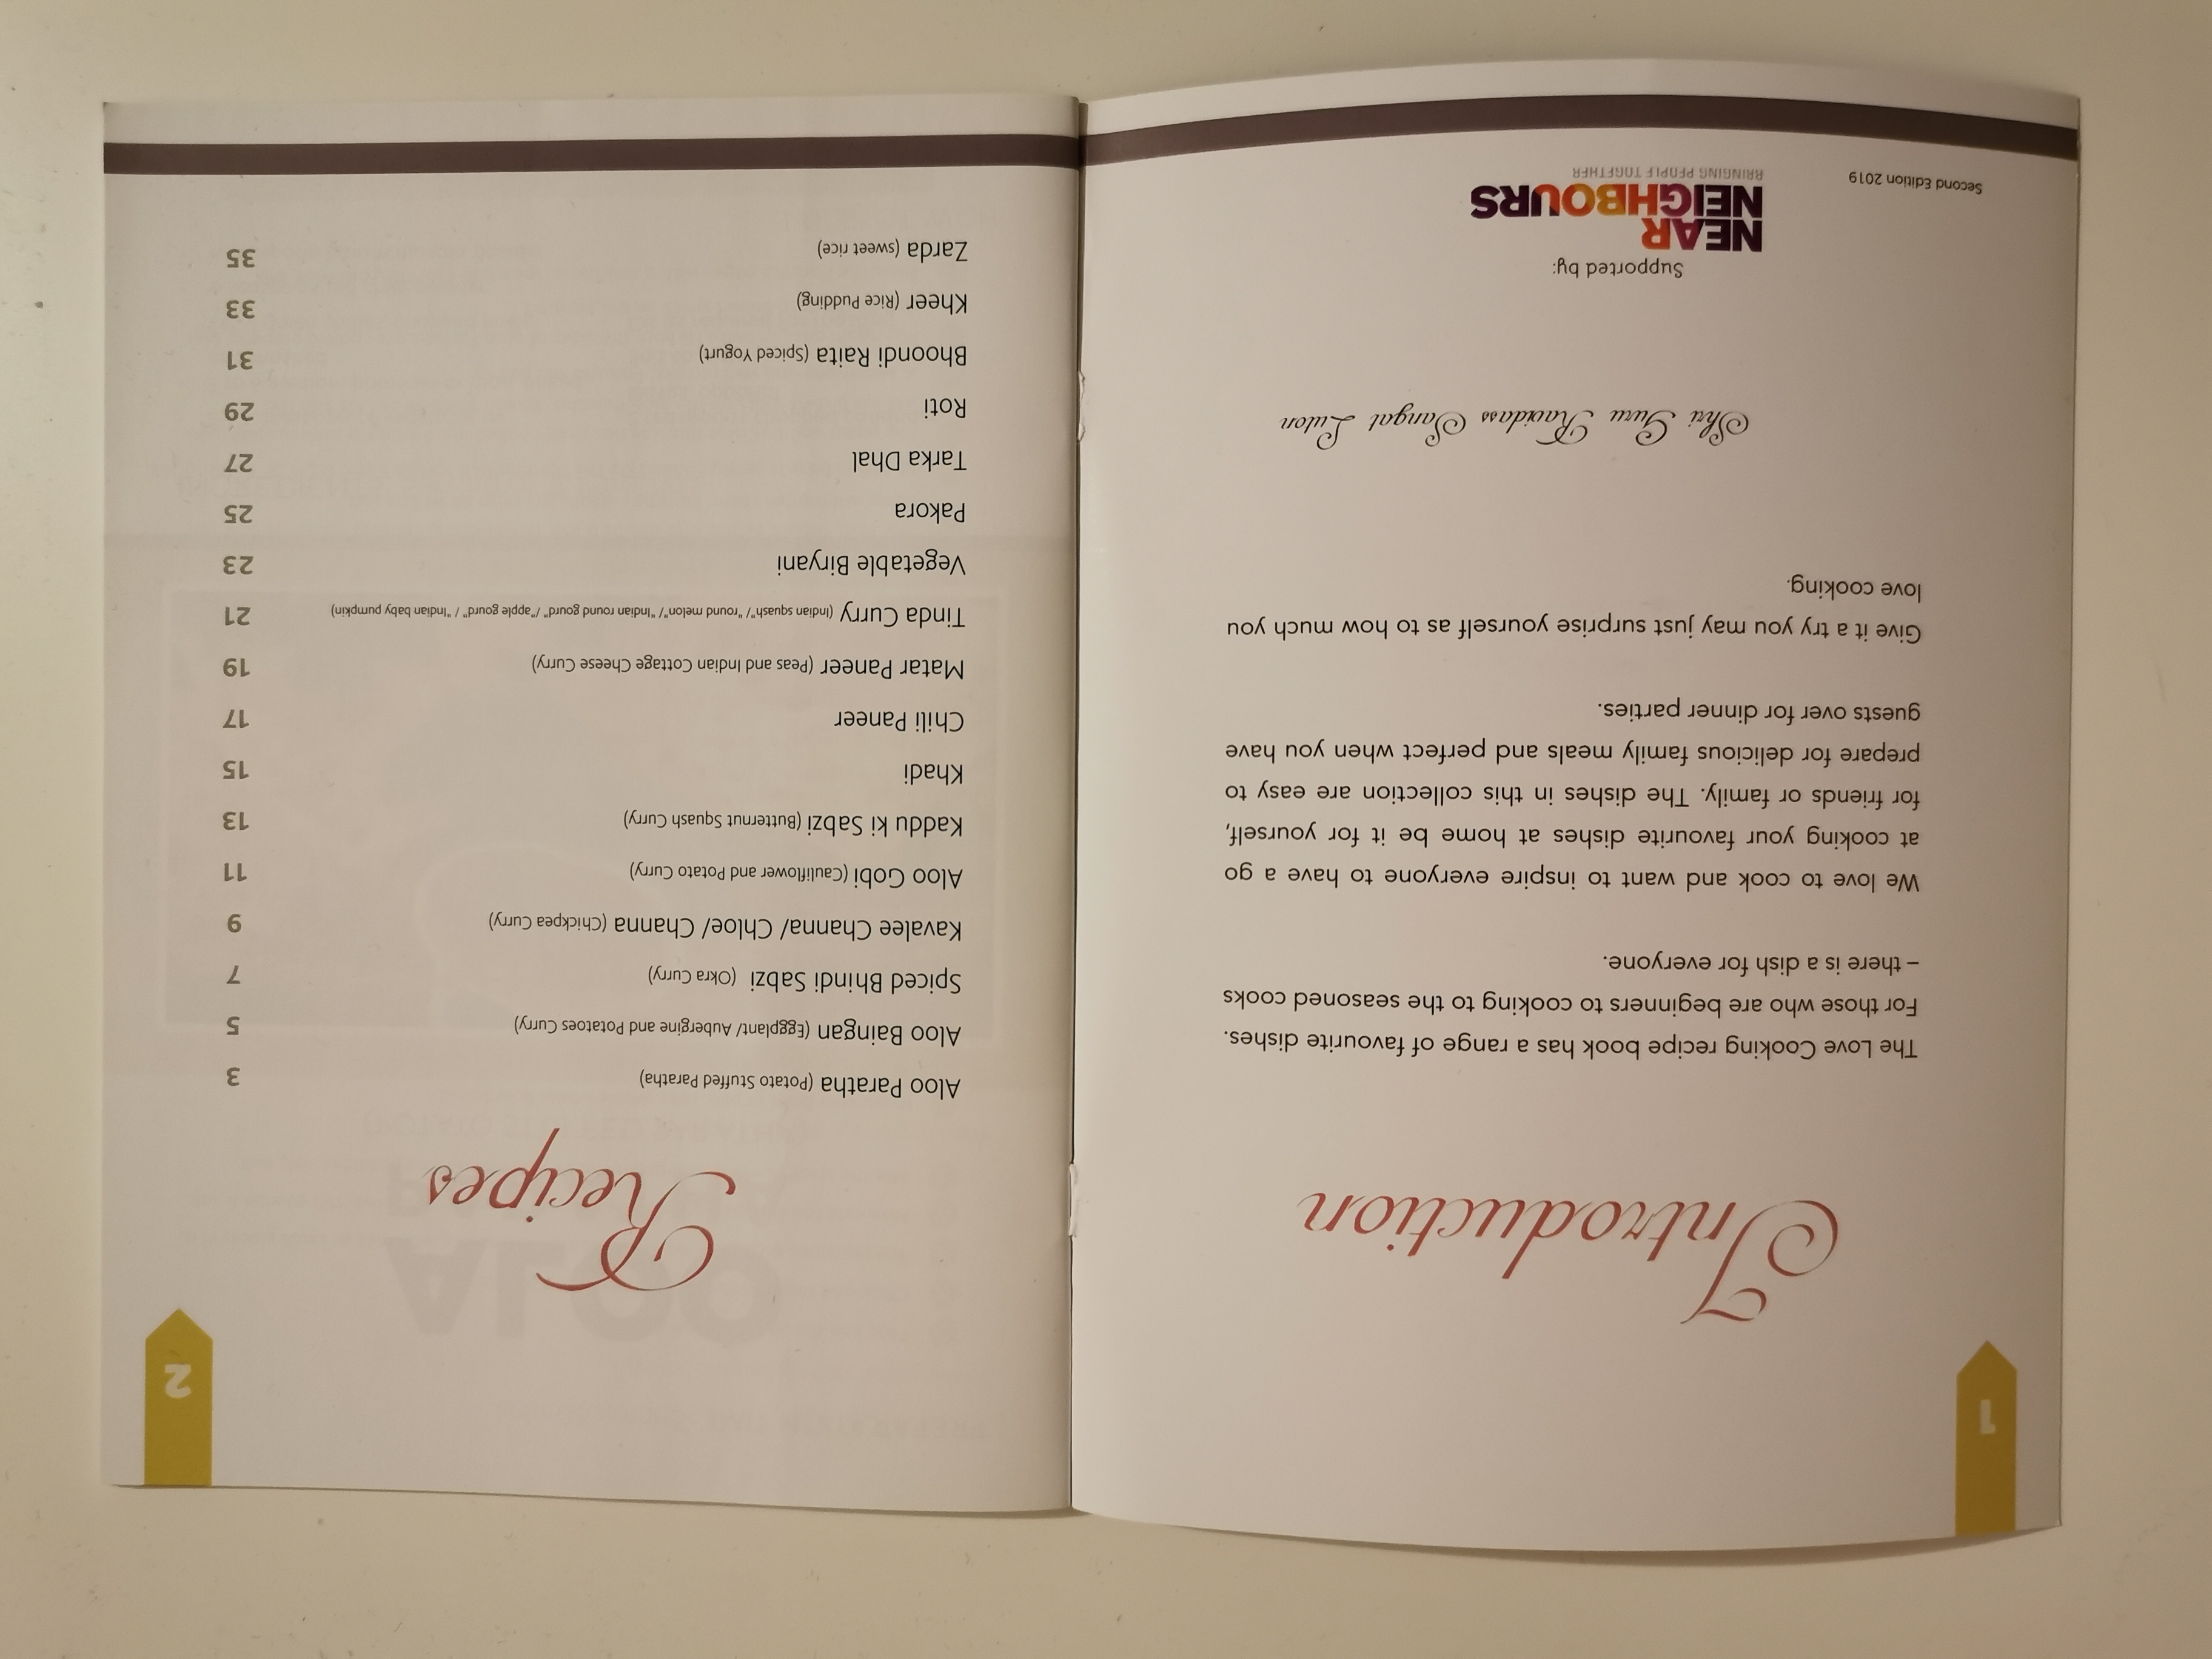 1
Introduction
The Love Cooking recipe book has a range of favourite dishes.
For those who are beginners to cooking to the seasoned cooks
– there is a dish for everyone.
We love to cook and want to inspire everyone to have a go
at cooking your favourite dishes at home be it for yourself,
for friends or family. The dishes in this collection are easy to
prepare for delicious family meals and perfect when you have
guests over for dinner parties.
Give it a try you may just surprise yourself as to how much you
love cooking.
Shri Guru Ravidass Sangat Luton
Supported by:
NEAR
NEIGHBOURS
BRINGING PEOPLE TOGETHER
Second Edition 2019
2
Recipes
Aloo Paratha (Potato Stuffed Paratha) 3
Aloo Baingan (Eggplant/ Aubergine and Potatoes Curry) 5
Spiced Bhindi Sabzi (Okra Curry) 7
Kavalee Channa/ Chloe/ Channa (Chickpea Curry) 9
Aloo Gobi (Cauliflower and Potato Curry) 11
Kaddu ki Sabzi (Butternut Squash Curry) 13
Khadi 15
Chili Paneer 17
Matar Paneer (Peas and Indian Cottage Cheese Curry) 19
Tinda Curry (Indian squash"/ "round melon"/ "Indian round gourd" /"apple gourd" / "Indian baby pumpkin) 21
Vegetable Biryani 23
Pakora 25
Tarka Dhal 27
Roti 29
Bhoondi Raita (Spiced Yogurt) 31
Kheer (Rice Pudding) 33
Zarda (sweet rice) 35